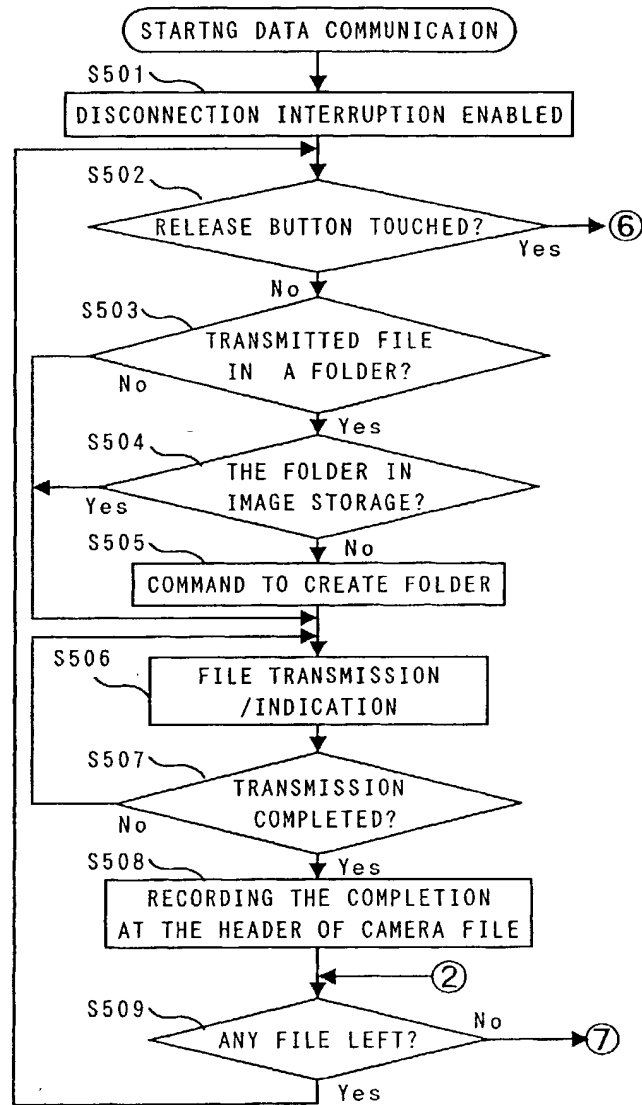 STARTNG DATA COMMUNICAION
S501
DISCONNECTION INTERRUPTION ENABLED
S502
RELEASE BUTTON TOUCHED?
⑥
Yes
No
S503
TRANSMITTED FILE
IN A FOLDER?
No
Yes
S504
THE FOLDER IN
IMAGE STORAGE?
Yes
No
S505
COMMAND TO CREATE FOLDER
S506
FILE TRANSMISSION
/INDICATION
S507
TRANSMISSION
COMPLETED?
No
Yes
S508
RECORDING THE COMPLETION
AT THE HEADER OF CAMERA FILE
②
S509
ANY FILE LEFT?
No
⑦
Yes